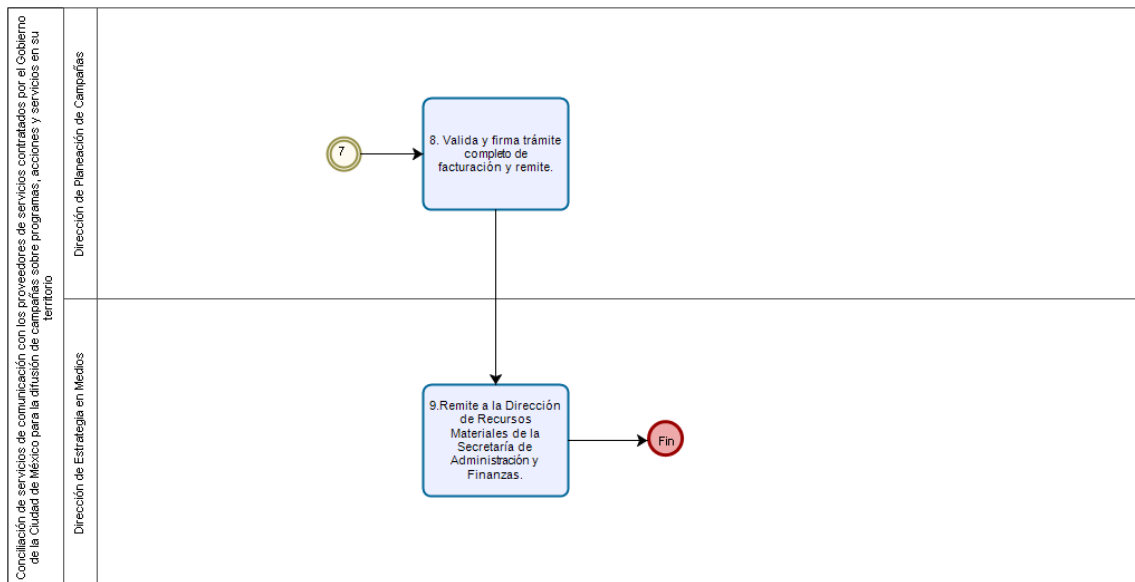 Conciliación de servicios de comunicación con los proveedores de servicios contratados por el Gobierno
de la Ciudad de México para la difusión de campañas sobre programas, acciones y servicios en su
territorio
Dirección de Planeación de Campañas
7
8. Valida y firma trámite
completo de
facturación y remite.
Dirección de Estrategia en Medios
9.Remite a la Dirección
de Recursos
Materiales de la
Secretaría de
Administración y
Finanzas.
Fin